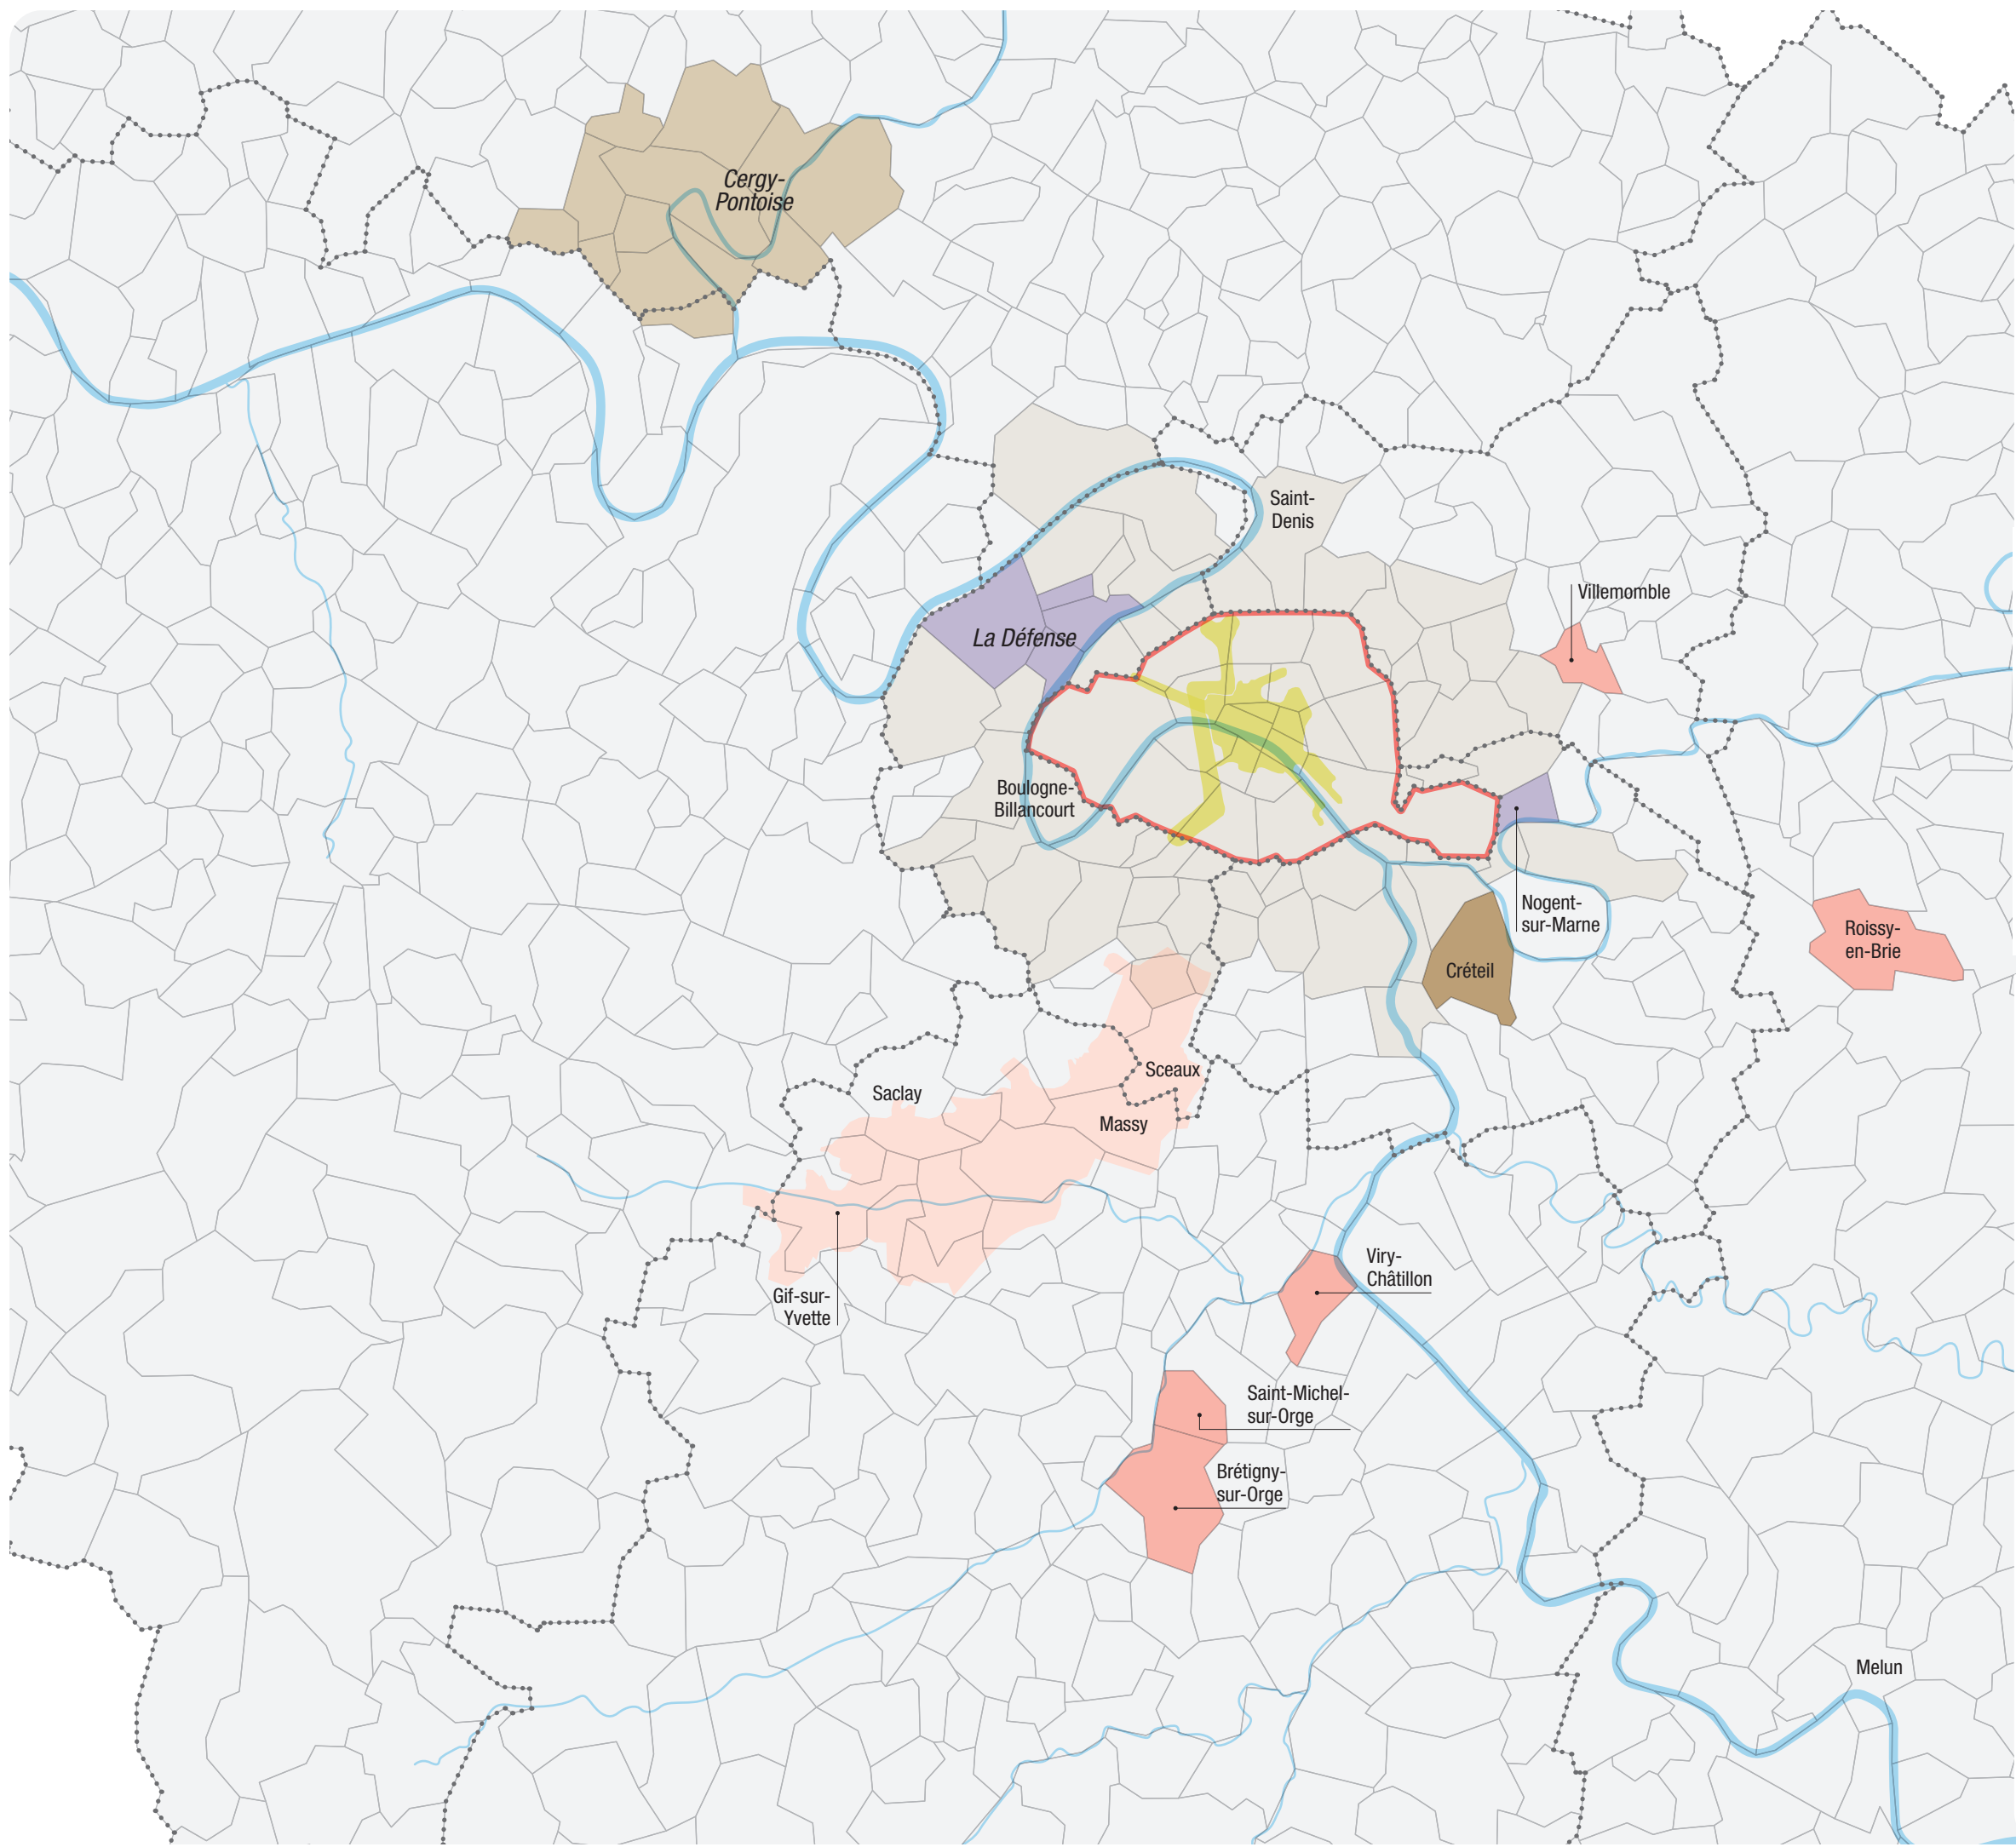 Cergy-
Pontoise
Saint-
Denis
Villemomble
La Défense
Boulogne-
Billancourt
Nogent-
sur-Marne
Roissy-
en-Brie
Créteil
Sceaux
Saclay
Massy
Viry-
Châtillon
Gif-sur-
Yvette
Saint-Michel-
sur-Orge
Brétigny-
sur-Orge
Melun